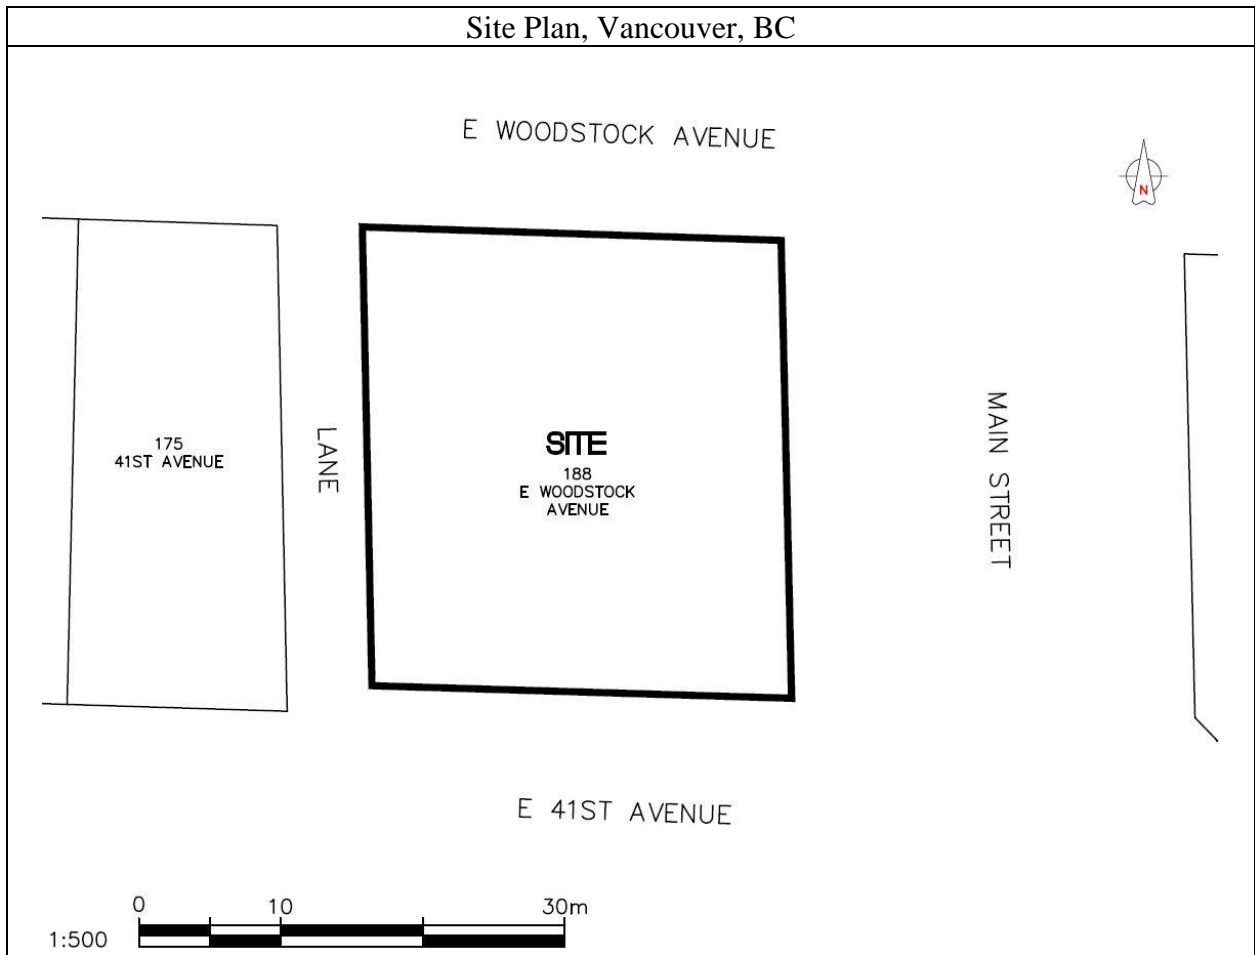 Site Plan, Vancouver, BC
E WOODSTOCK AVENUE
N
175
41ST AVENUE
LANE
SITE
188
E WOODSTOCK
AVENUE
MAIN STREET
E 41ST AVENUE
0 10 30m
1:500